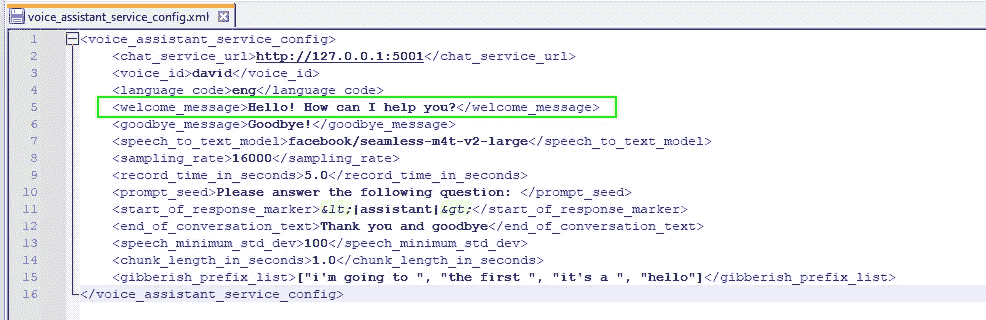 voice_assistant_service_config.xml
1 <voice_assistant_service_config>
2 <chat_service_url>http://127.0.0.1:5001</chat_service_url>
3 <voice_id>david</voice_id>
4 <language_code>eng</language_code>
5 <welcome_message>Hello! How can I help you?</welcome_message>
6 <goodbye_message>Goodbye!</goodbye_message>
7 <speech_to_text_model>facebook/seamless-m4t-v2-large</speech_to_text_model>
8 <sampling_rate>16000</sampling_rate>
9 <record_time_in_seconds>5.0</record_time_in_seconds>
10 <prompt_seed>Please answer the following question: </prompt_seed>
11 <start_of_response_marker>&lt;|assistant|&gt;</start_of_response_marker>
12 <end_of_conversation_text>Thank you and goodbye</end_of_conversation_text>
13 <speech_minimum_std_dev>100</speech_minimum_std_dev>
14 <chunk_length_in_seconds>1.0</chunk_length_in_seconds>
15 <gibberish_prefix_list>["i'm going to ", "the first ", "it's a ", "hello"]</gibberish_prefix_list>
16 </voice_assistant_service_config>